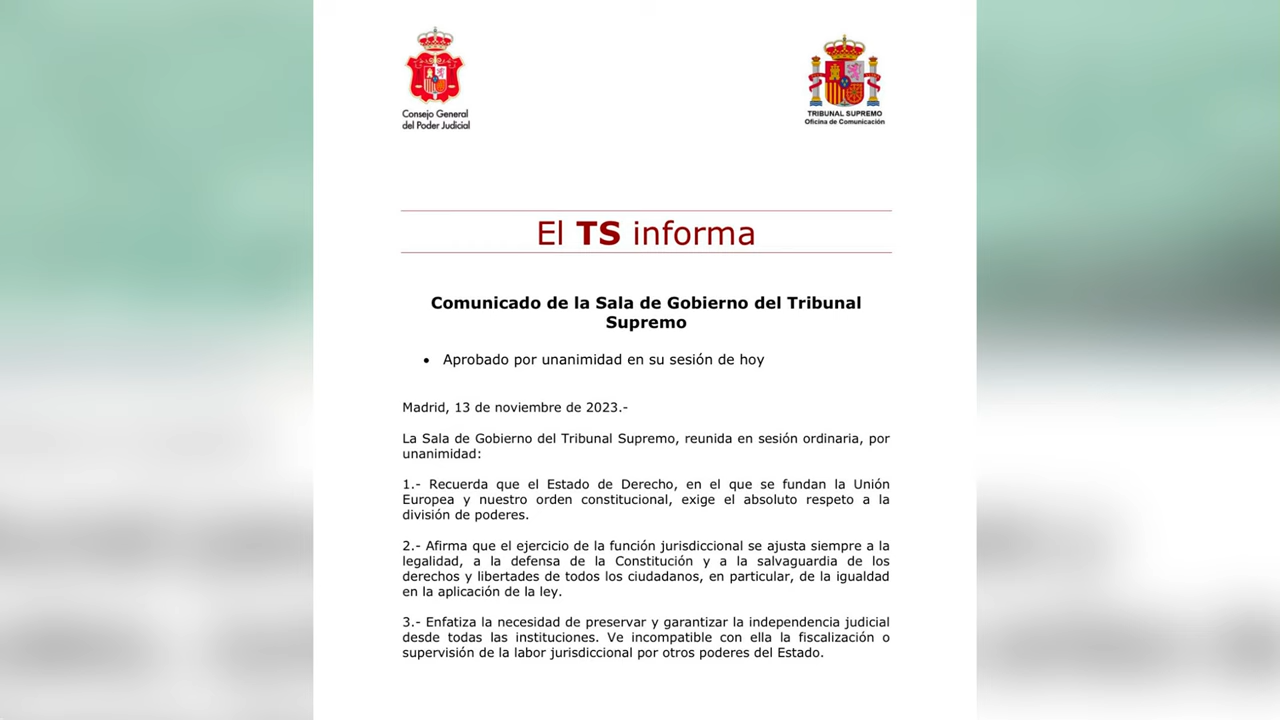 Consejo General
del Poder Judicial
TRIBUNAL SUPREMO
Oficina de Comunicación
El TS informa
Comunicado de la Sala de Gobierno del Tribunal
Supremo
• Aprobado por unanimidad en su sesión de hoy
Madrid, 13 de noviembre de 2023.-
La Sala de Gobierno del Tribunal Supremo, reunida en sesión ordinaria, por
unanimidad:
1.- Recuerda que el Estado de Derecho, en el que se fundan la Unión
Europea y nuestro orden constitucional, exige el absoluto respeto a la
división de poderes.
2.- Afirma que el ejercicio de la función jurisdiccional se ajusta siempre a la
legalidad, a la defensa de la Constitución y a la salvaguardia de los
derechos y libertades de todos los ciudadanos, en particular, de la igualdad
en la aplicación de la ley.
3.- Enfatiza la necesidad de preservar y garantizar la independencia judicial
desde todas las instituciones. Ve incompatible con ella la fiscalización o
supervisión de la labor jurisdiccional por otros poderes del Estado.